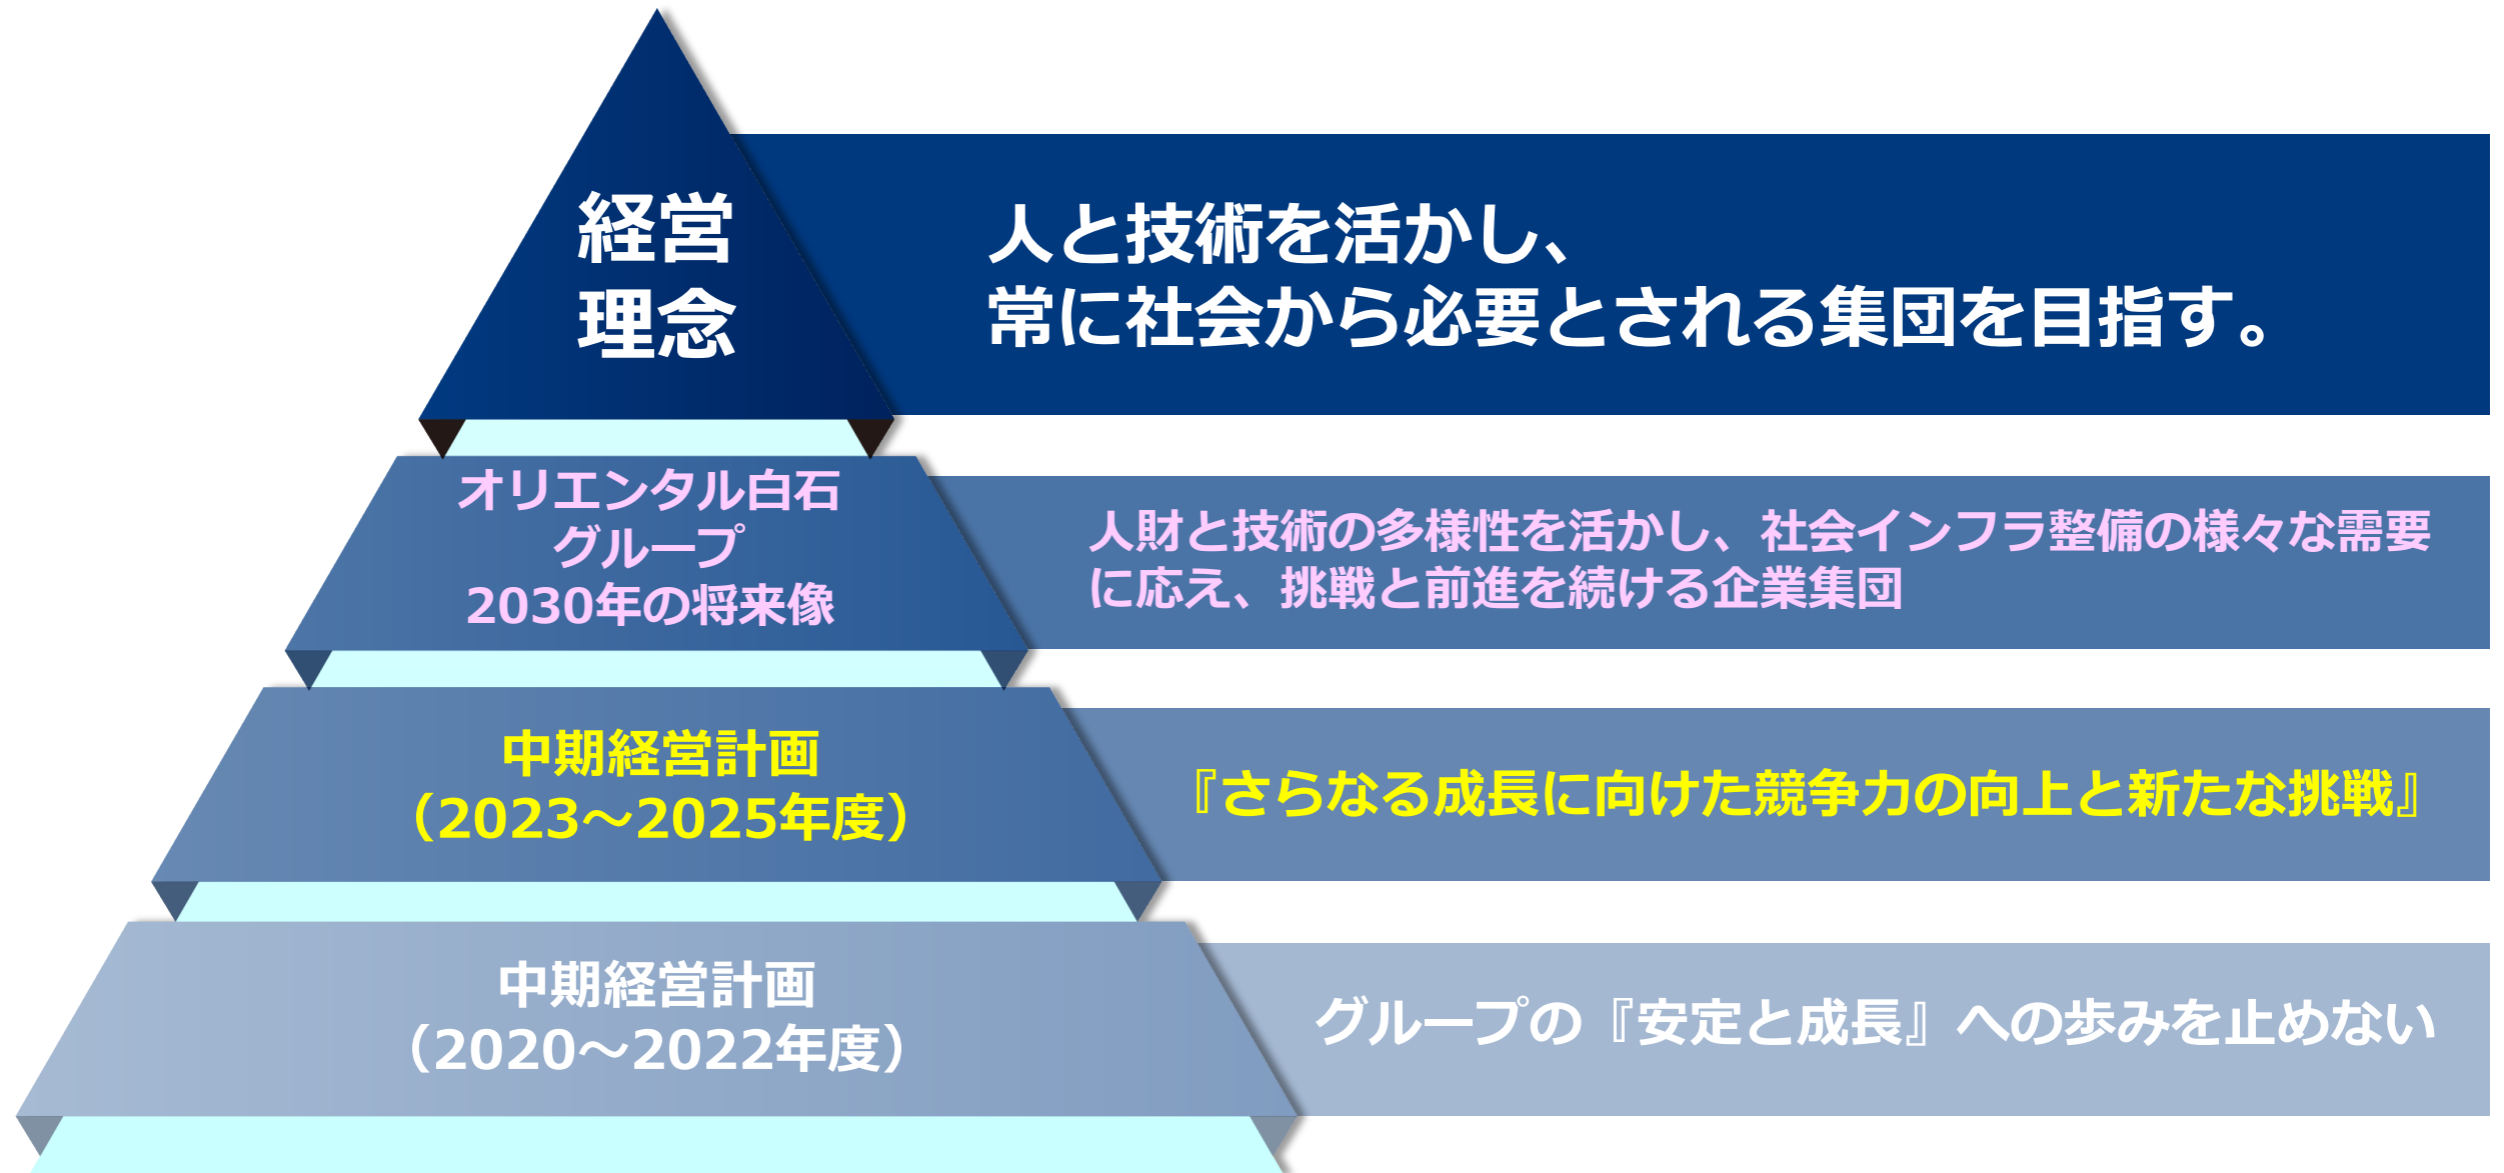 経営
理念
人と技術を活かし、
常に社会から必要とされる集団を目指す。
オリエンタル白石
グループ
2030年の将来像
人財と技術の多様性を活かし、社会インフラ整備の様々な需要
に応え、挑戦と前進を続ける企業集団
中期経営計画
（2023～2025年度）
『さらなる成長に向けた競争力の向上と新たな挑戦』
中期経営計画
（2020～2022年度）
グループの『安定と成長』への歩みを止めない